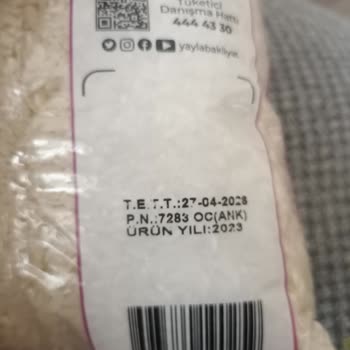 Tüketici
Danışma Hattı
444 43 30
yaylabakliyat
T.E.T.T.:27-04-2028
P.N.:7283 OC(ANK)
ÜRÜN YILI:2023